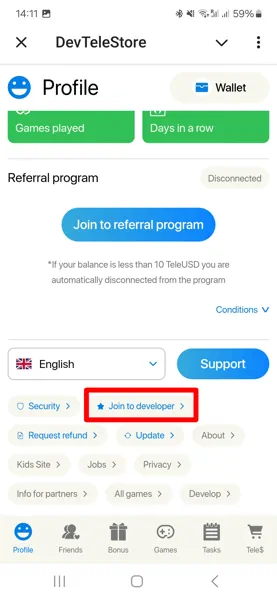 14:11
59%
DevTeleStore
Profile
Wallet
Games played
Days in a row
Referral program
Disconnected
Join to referral program
*If your balance is less than 10 TeleUSD you are
automatically disconnected from the program
Conditions
English
Support
Security
Join to developer
Request refund
Update
About
Kids Site
Jobs
Privacy
Info for partners
All games
Develop
Profile
Friends
Bonus
Games
Tasks
Tele$